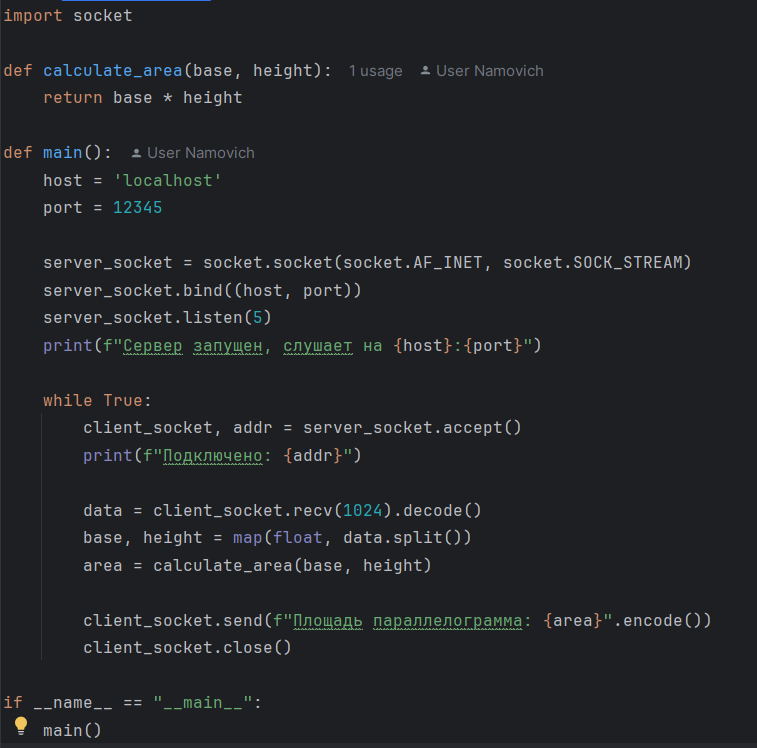 import socket
def calculate_area(base, height): 1 usage User Namovich
    return base * height
def main(): User Namovich
    host = 'localhost'
    port = 12345
    server_socket = socket.socket(socket.AF_INET, socket.SOCK_STREAM)
    server_socket.bind((host, port))
    server_socket.listen(5)
    print(f"Сервер запущен, слушает на {host}:{port}")
    while True:
        client_socket, addr = server_socket.accept()
        print(f"Подключено: {addr}")
        data = client_socket.recv(1024).decode()
        base, height = map(float, data.split())
        area = calculate_area(base, height)
        client_socket.send(f"Площадь параллелограмма: {area}".encode())
        client_socket.close()
if __name__ == "__main__":
    main()